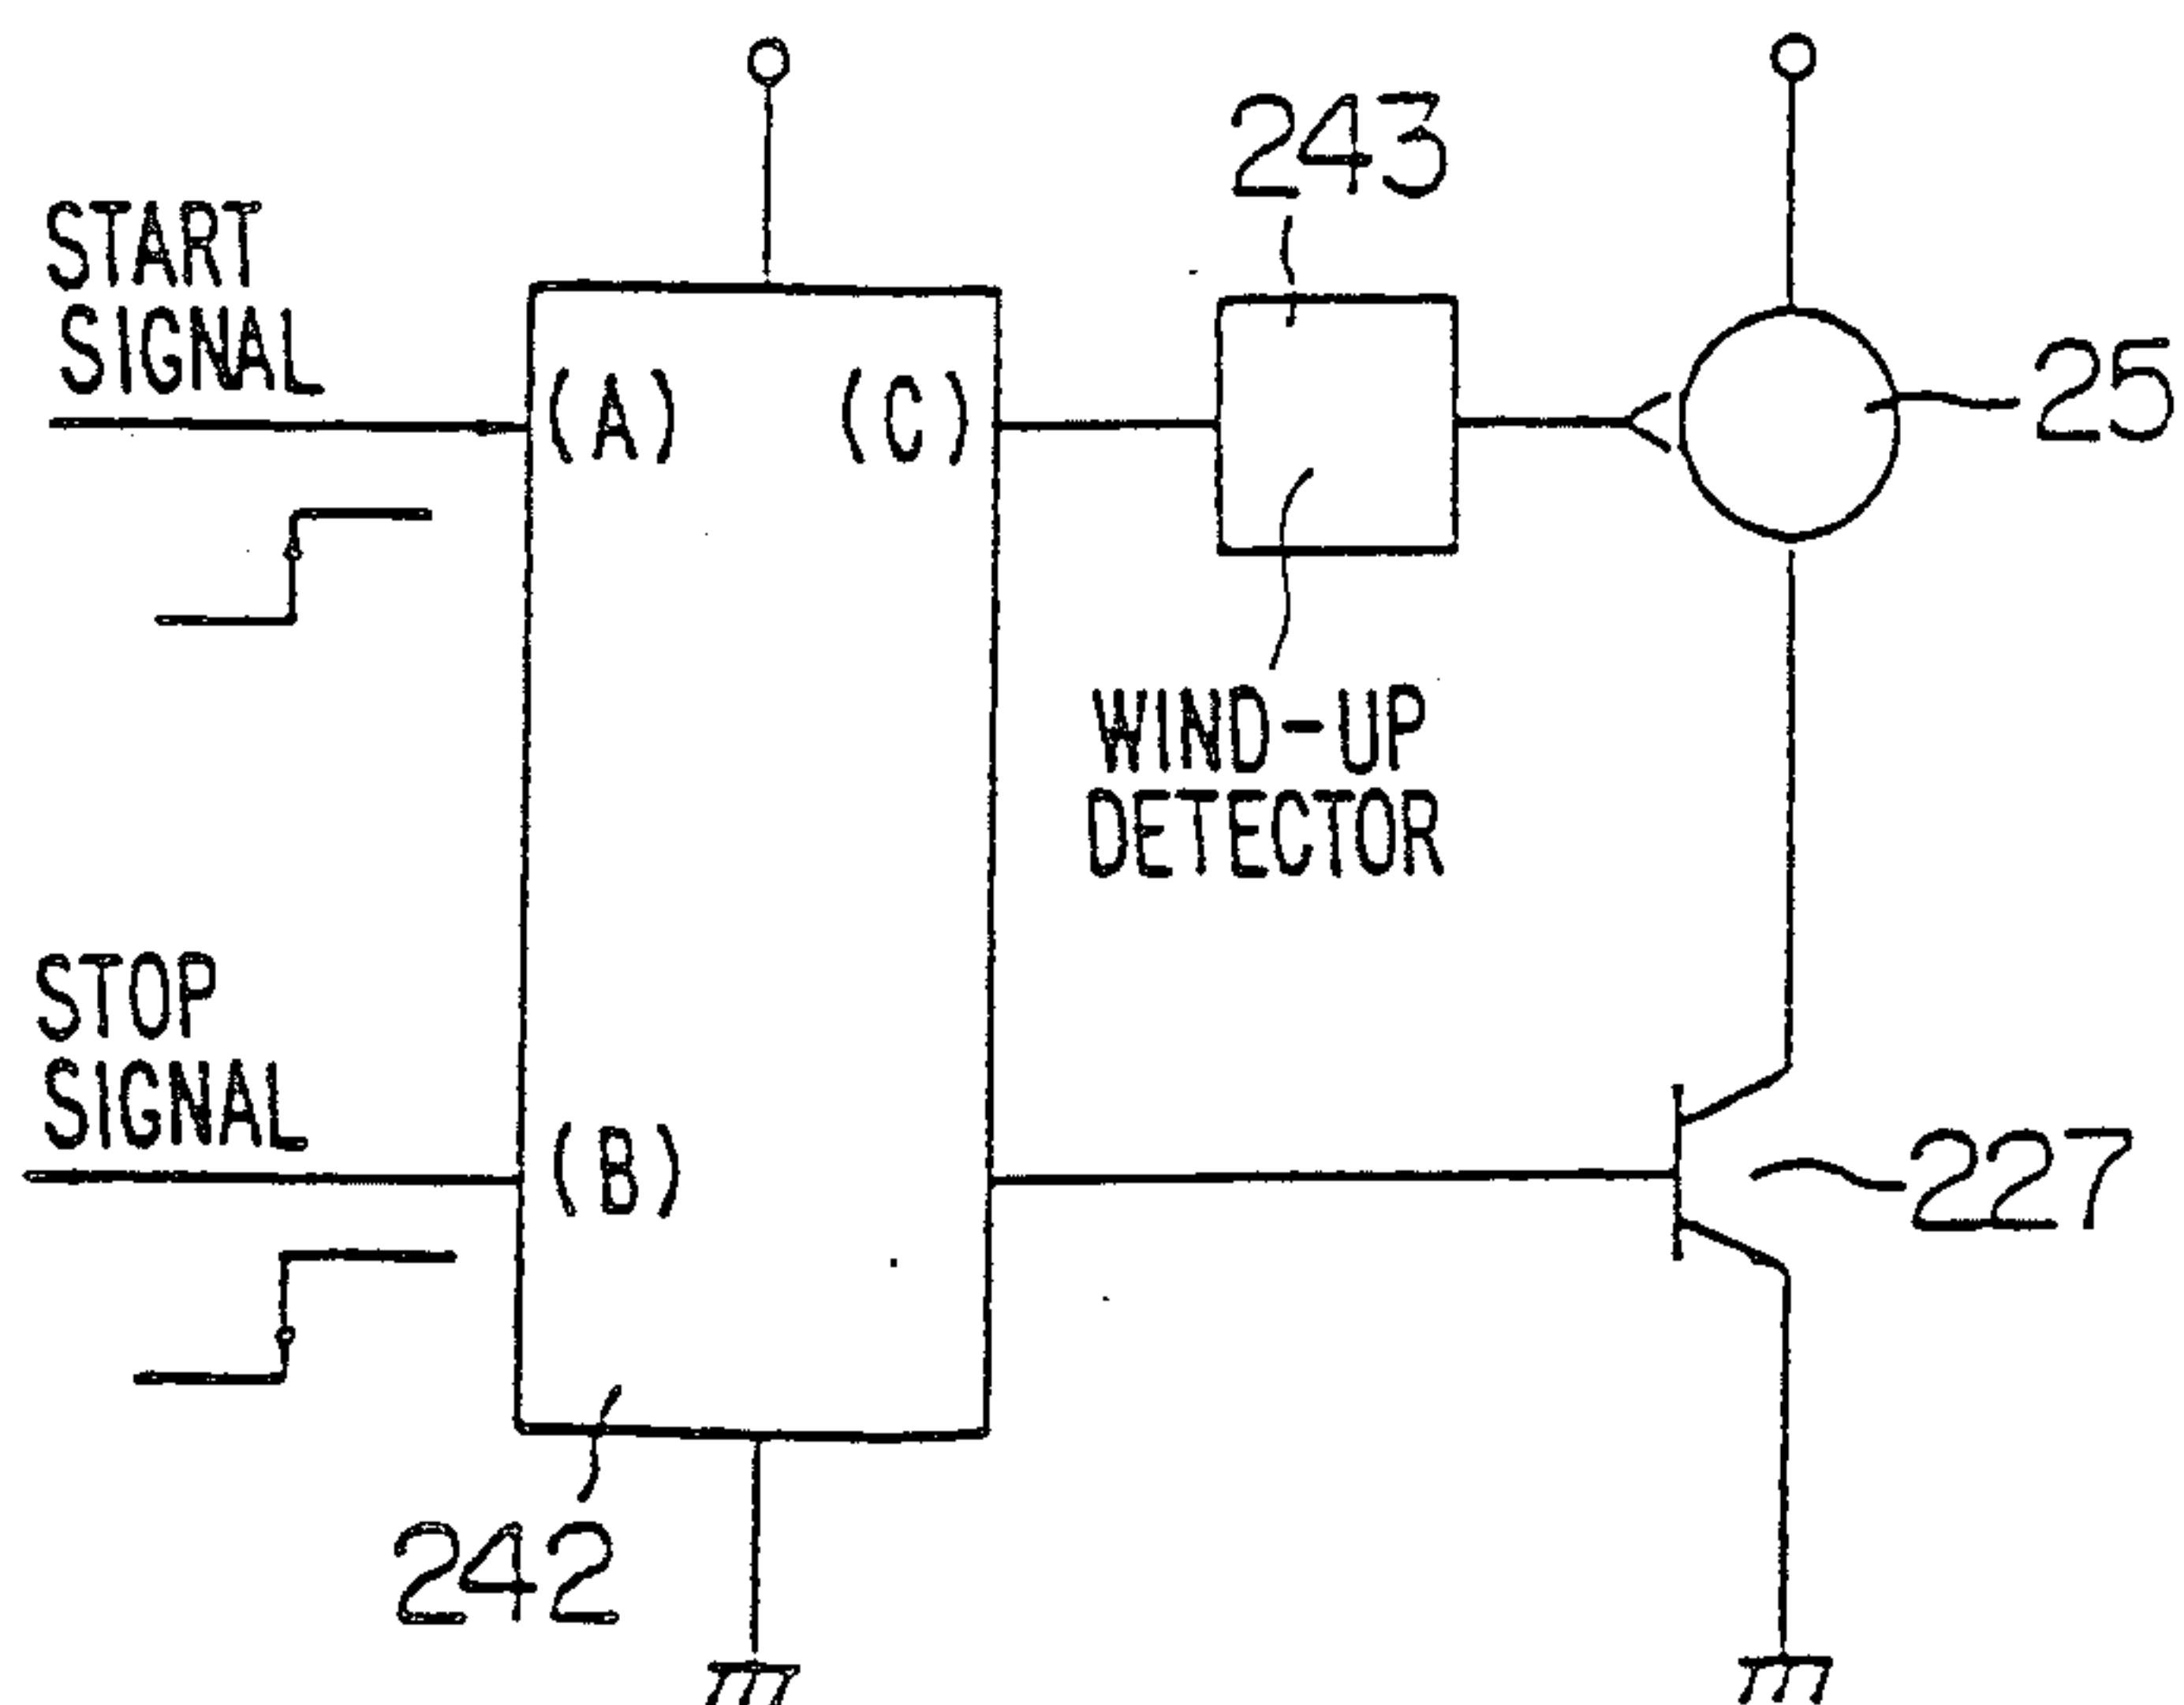 243
START
SIGNAL
25
(A)
(C)
WIND-UP
DETECTOR
STOP
SIGNAL
(B)
227
242